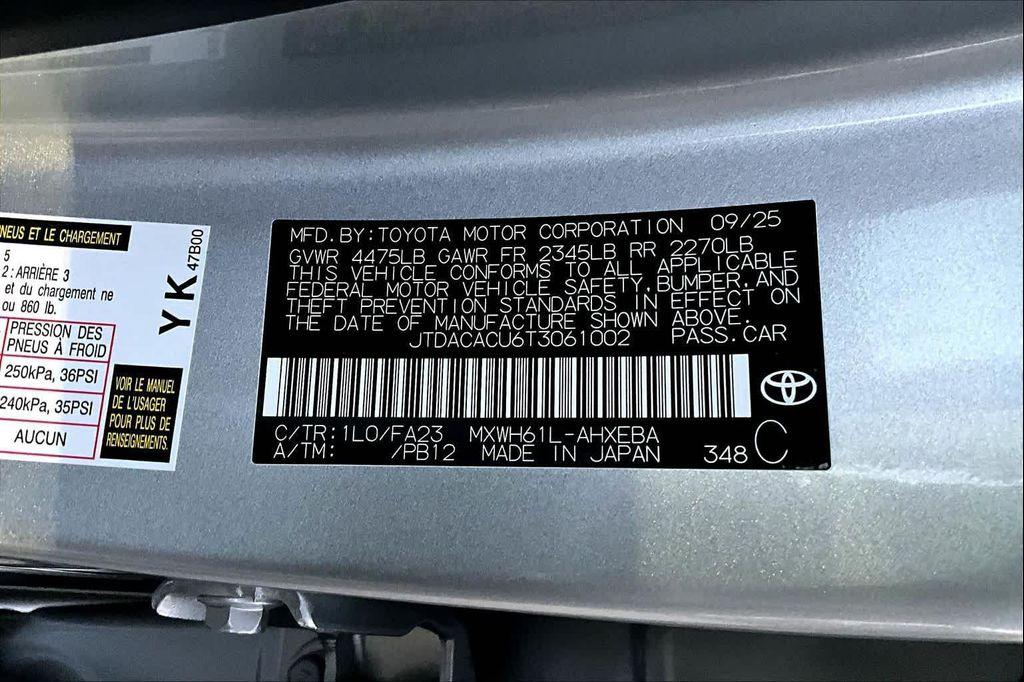 NEUS ET LE CHARGEMENT
5
2 : ARRIÈRE 3
et du chargement ne
ou 860 lb.
PRESSION DES
PNEUS À FROID
250kPa, 36PSI
240kPa, 35PSI
AUCUN
VOIR LE MANUEL
DE L'USAGER
POUR PLUS DE
RENSEIGNEMENTS.
YK
47B00
MFD.BY:TOYOTA MOTOR CORPORATION 09/25
GVWR 4475LB GAWR FR 2345LB RR 2270LB
THIS VEHICLE CONFORMS TO ALL APPLICABLE
FEDERAL MOTOR VEHICLE SAFETY,BUMPER,AND
THEFT PREVENTION STANDARDS IN EFFECT ON
THE DATE OF MANUFACTURE SHOWN ABOVE.
JTDACACU6T3061002 PASS.CAR
C/TR:1L0/FA23 MXWH61L-AHXEBA
A/TM: /PB12 MADE IN JAPAN 348 C